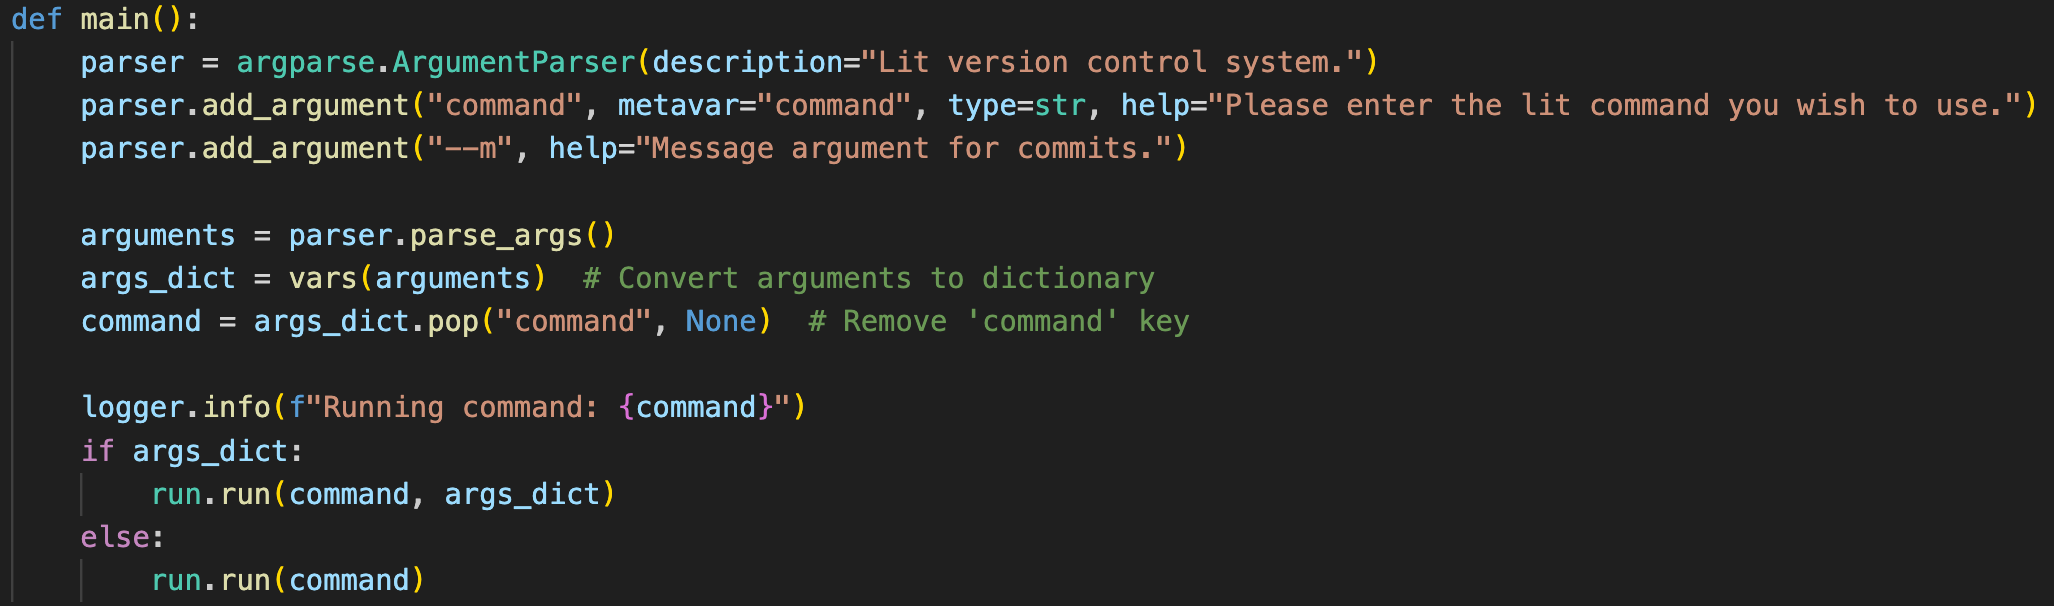 def main():
    parser = argparse.ArgumentParser(description="Lit version control system.")
    parser.add_argument("command", metavar="command", type=str, help="Please enter the lit command you wish to use.")
    parser.add_argument("--m", help="Message argument for commits.")

    arguments = parser.parse_args()
    args_dict = vars(arguments)  # Convert arguments to dictionary
    command = args_dict.pop("command", None)  # Remove 'command' key

    logger.info(f"Running command: {command}")
    if args_dict:
        run.run(command, args_dict)
    else:
        run.run(command)